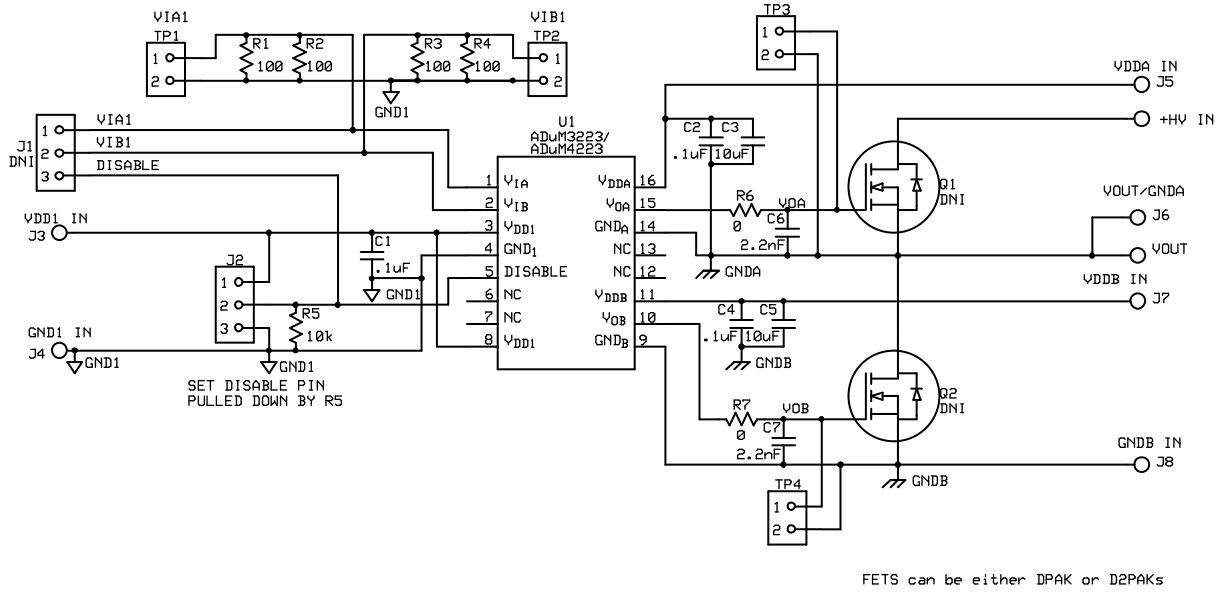 VIA1
TP1
1
2
R1
100
R2
100
R3
100
R4
100
VIB1
TP2
1
2
GND1
TP3
1
2
VDDA IN
J5
+HV IN
J1
DNI
1
2
3
VIA1
VIB1
DISABLE
U1
ADuM3223/
ADuM4223
1 VIA
2 VIB
3 VDD1
4 GND1
5 DISABLE
6 NC
7 NC
8 VDD1
VDDA 16
VOA 15
GNDA 14
NC 13
NC 12
VDDB 11
VOB 10
GNDB 9
C2
.1uF
C3
10uF
Q1
DNI
R6
0
VOA
C6
2.2nF
GNDA
VOUT/GNDA
J6
VOUT
VDD1 IN
J3
C1
.1uF
GND1
J2
1
2
3
R5
10k
GND1 IN
J4
GND1
GND1
SET DISABLE PIN
PULLED DOWN BY R5
VDDB IN
J7
C4
.1uF
C5
10uF
GNDB
Q2
DNI
R7
0
VOB
C7
2.2nF
GNDB IN
J8
GNDB
TP4
1
2
FETS can be either DPAK or D2PAKs